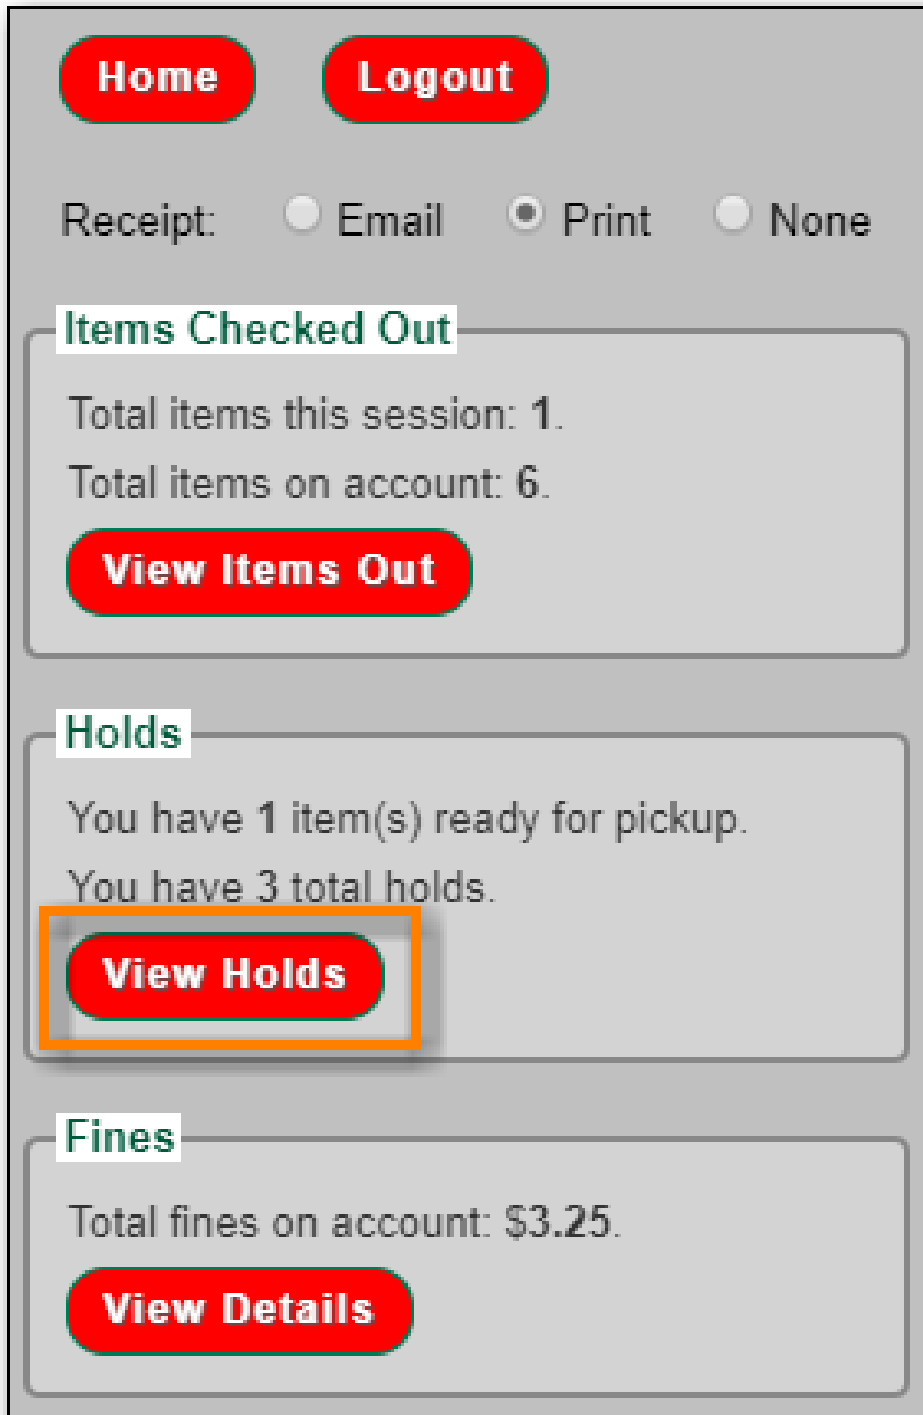 Home Logout
Receipt: Email Print None
Items Checked Out
Total items this session: 1.
Total items on account: 6.
View Items Out
Holds
You have 1 item(s) ready for pickup.
You have 3 total holds.
View Holds
Fines
Total fines on account: $3.25.
View Details